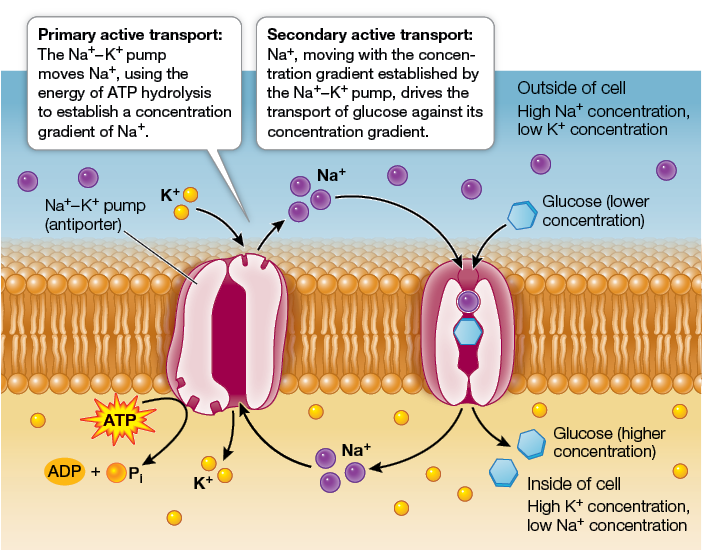 Primary active transport:
The Na⁺–K⁺ pump
moves Na⁺, using the
energy of ATP hydrolysis
to establish a concentration
gradient of Na⁺.
Secondary active transport:
Na⁺, moving with the concen-
tration gradient established by
the Na⁺–K⁺ pump, drives the
transport of glucose against its
concentration gradient.
Outside of cell
High Na⁺ concentration,
low K⁺ concentration
Na⁺
K⁺
Na⁺–K⁺ pump
(antiporter)
Glucose (lower
concentration)
ATP
ADP + Pᵢ
K⁺
Na⁺
Glucose (higher
concentration)
Inside of cell
High K⁺ concentration,
low Na⁺ concentration